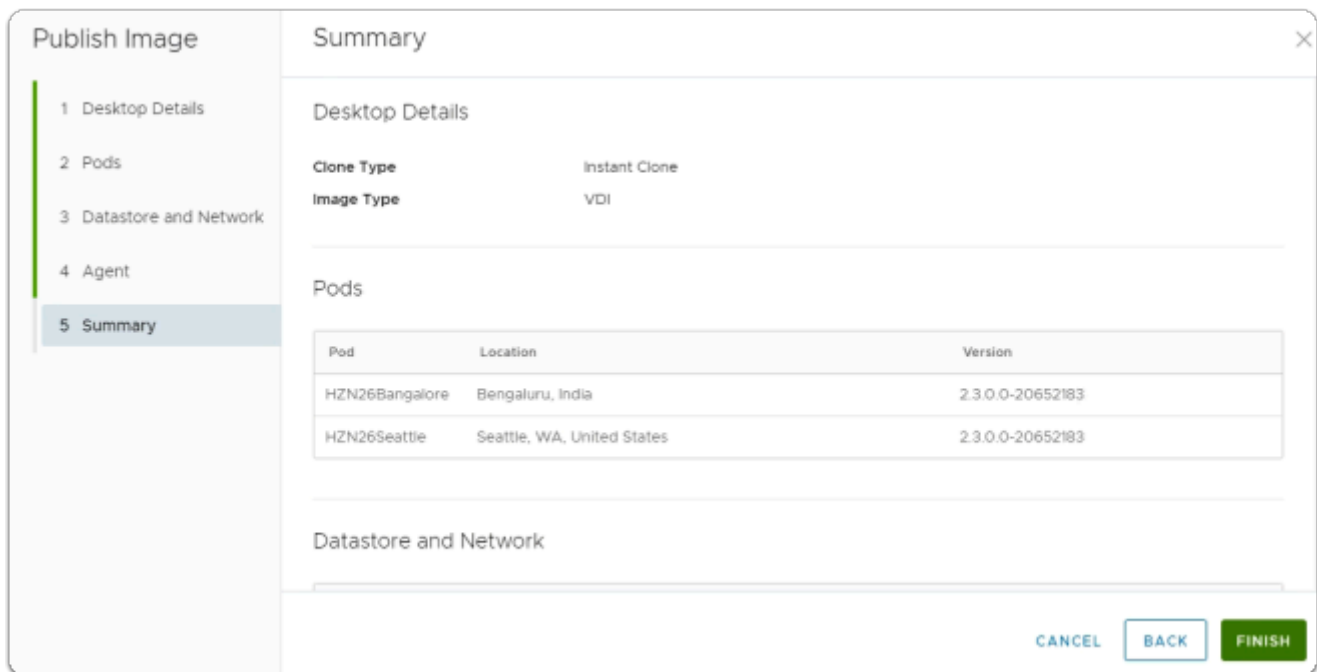 Publish Image
1 Desktop Details
2 Pods
3 Datastore and Network
4 Agent
5 Summary
Summary
Desktop Details
Clone Type Instant Clone
Image Type VDI
Pods
Pod Location Version
HZN26Bangalore Bengaluru, India 2.3.0.0-20652183
HZN26Seattle Seattle, WA, United States 2.3.0.0-20652183
Datastore and Network
CANCEL BACK FINISH